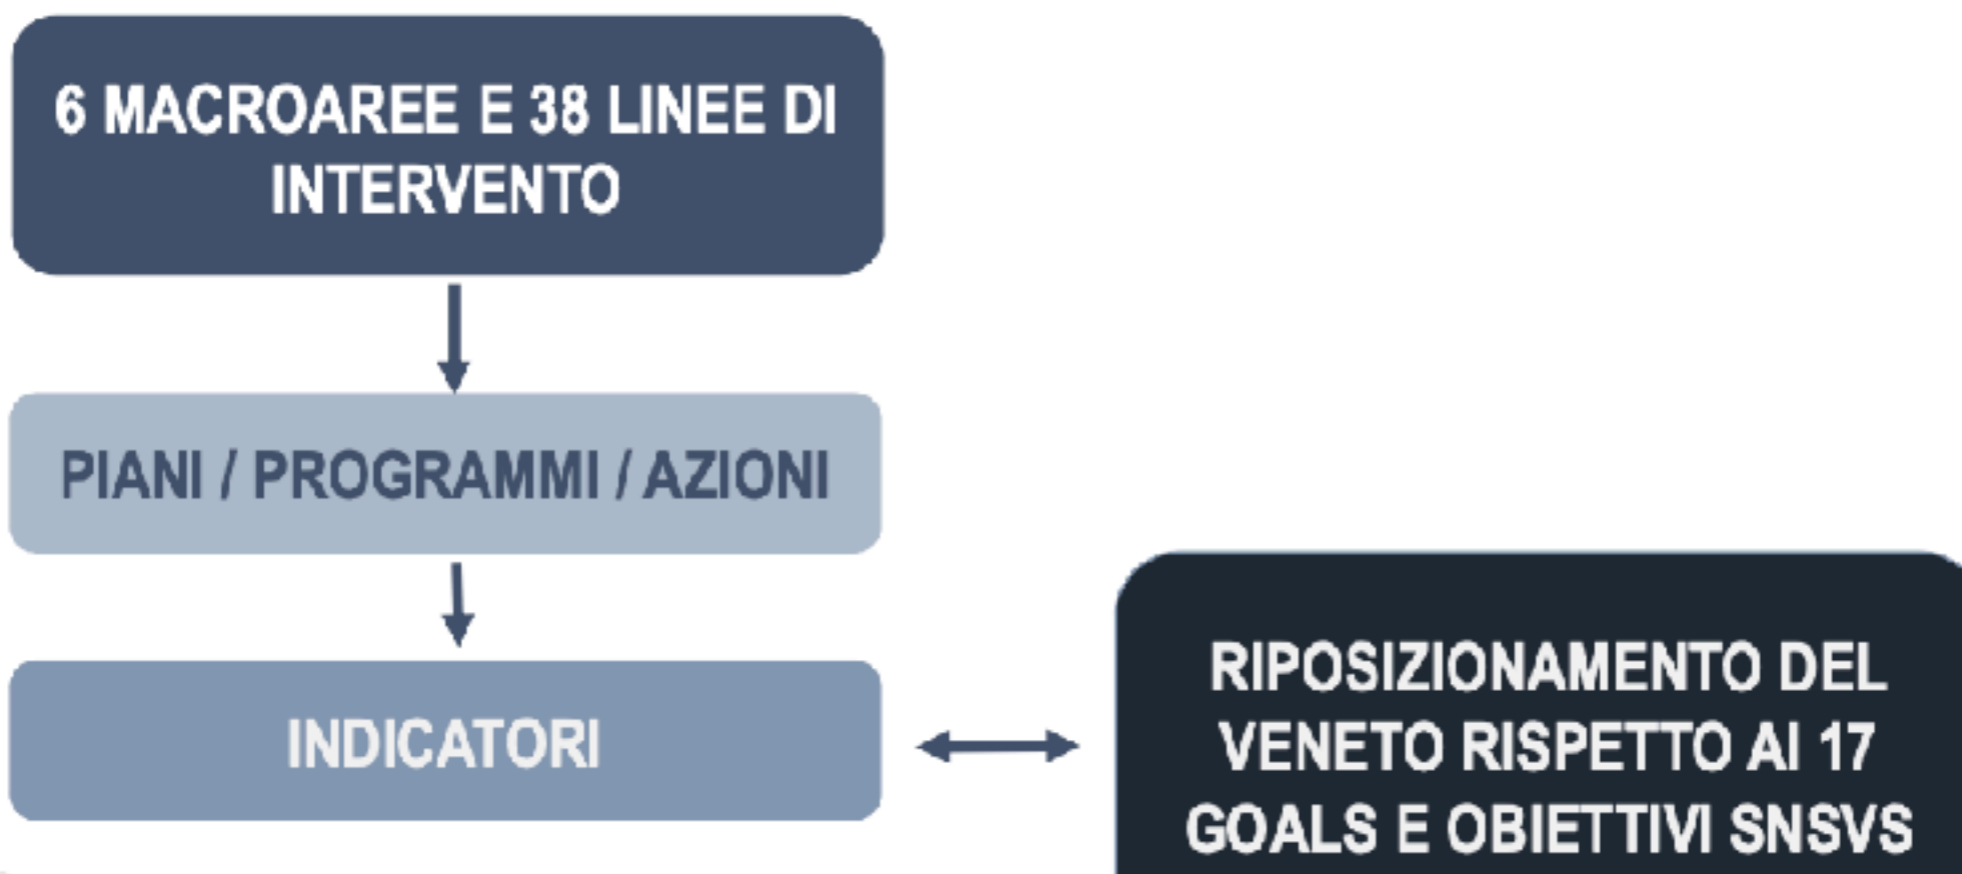 6 MACROAREE E 38 LINEE DI
INTERVENTO
PIANI / PROGRAMMI / AZIONI
INDICATORI
RIPOSIZIONAMENTO DEL
VENETO RISPETTO AI 17
GOALS E OBIETTIVI SNSVS